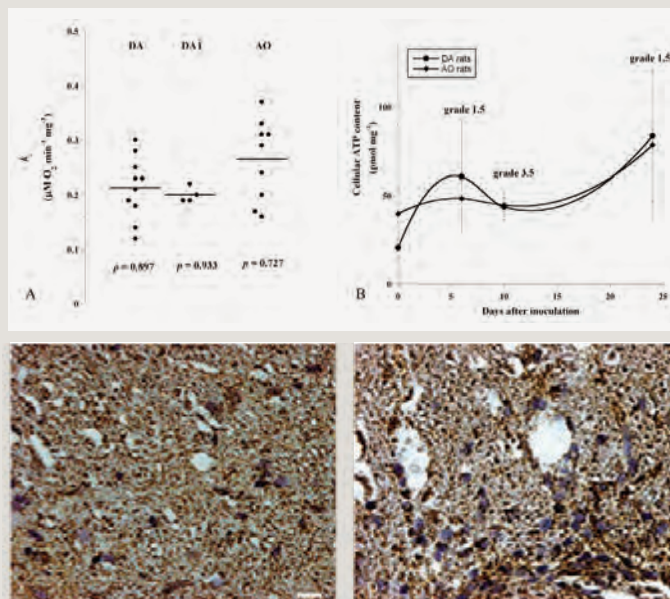 0.5
DA DA1 AO
0.4
0.3
(µM O₂ min⁻¹ mg⁻¹)
0.2
0.1
p = 0.897 p = 0.933 p = 0.727
A
0
DA rats
AO rats
grade 1.5
100
grade 1.5
Cellular ATP content
(pmol mg⁻¹)
grade 3.5
50
B
0
0 5 10 15 20 25
Days after inoculation